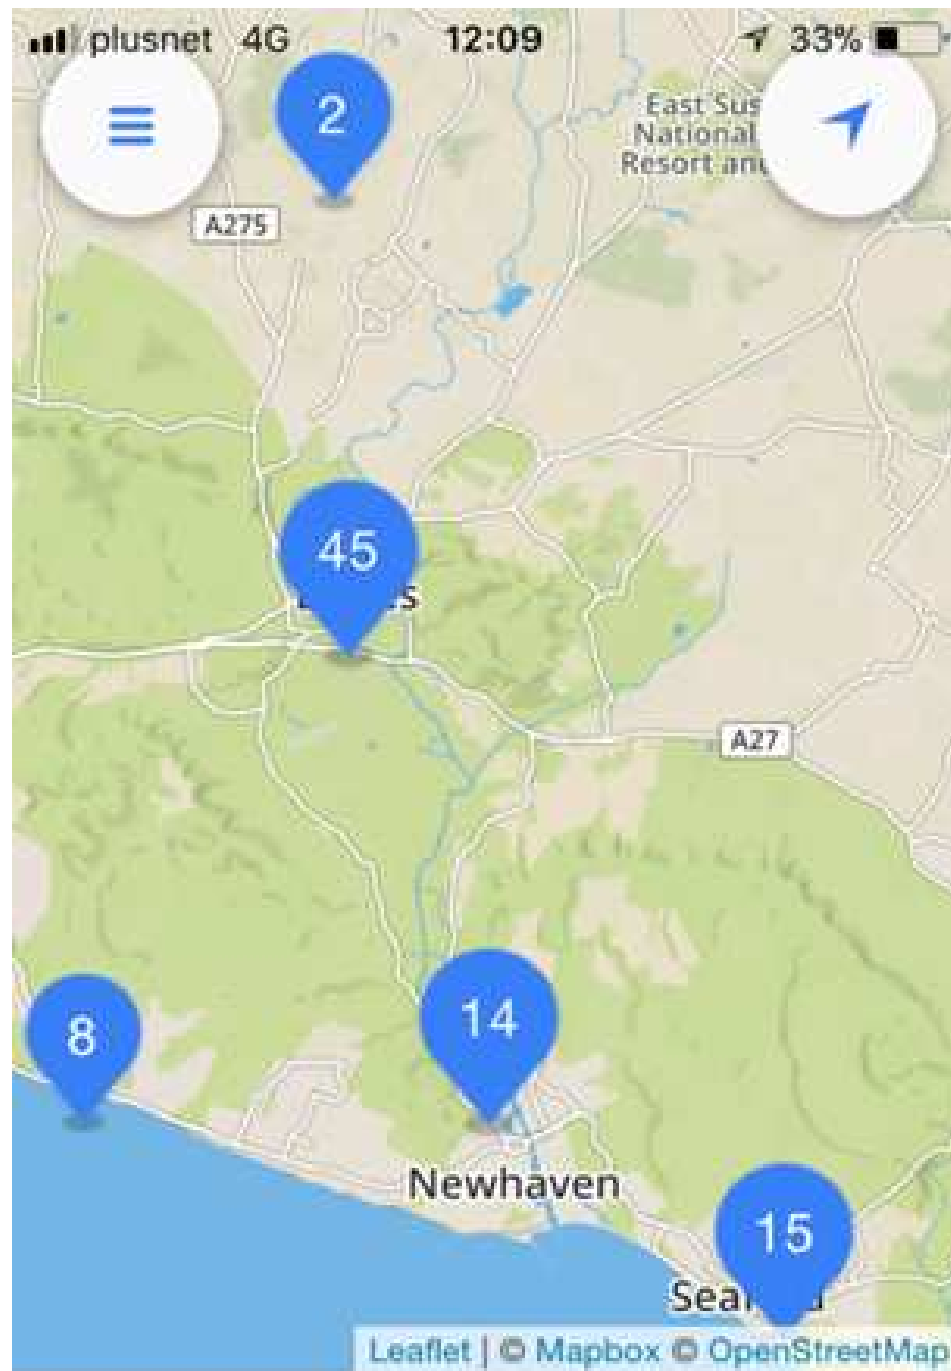 plusnet 4G 12:09 33%
2
East Sus
National
Resort and
A275
45
A27
8
14
Newhaven
15
Leaflet | © Mapbox © OpenStreetMap